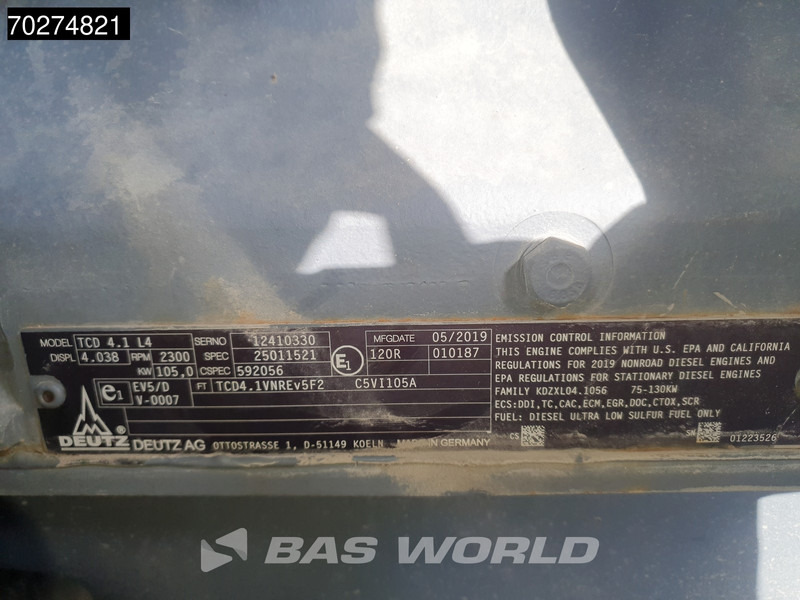 70274821
MODEL TCD 4.1 L4 SERNO 12410330 MFGDATE 05/2019
DISPL 4.038 RPM 2300 SPEC 25011521 E1 120R 010187
KW 105,0 CSPEC 592056
e1 EV5/D FT TCD4.1VNREv5F2 C5VI105A
V-0007
DEUTZ DEUTZ AG OTTOSTRASSE 1, D-51149 KOELN MADE IN GERMANY
EMISSION CONTROL INFORMATION
THIS ENGINE COMPLIES WITH U.S. EPA AND CALIFORNIA
REGULATIONS FOR 2019 NONROAD DIESEL ENGINES AND
EPA REGULATIONS FOR STATIONARY DIESEL ENGINES
FAMILY KDZXL04.1056 75-130KW
ECS:DDI,TC,CAC,ECM,EGR,DOC,CTOX,SCR
FUEL: DIESEL ULTRA LOW SULFUR FUEL ONLY
CS SN 01223526
BAS WORLD